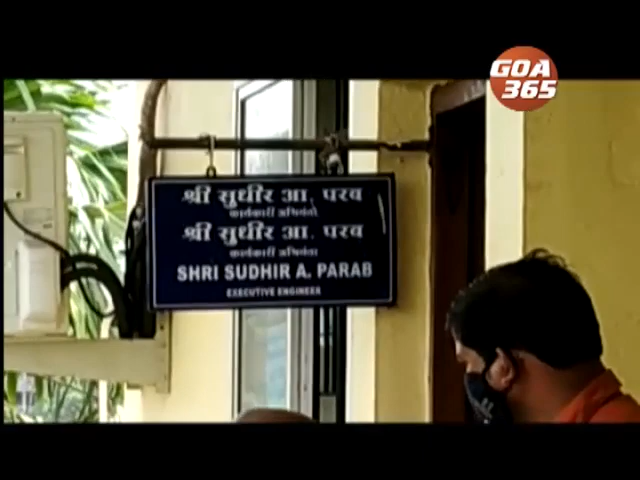 GOA
365
श्री सुधीर आ. परब
कार्यकारी अभियंतो
श्री सुधीर आ. परब
कार्यकारी अभियंता
SHRI SUDHIR A. PARAB
EXECUTIVE ENGINEER